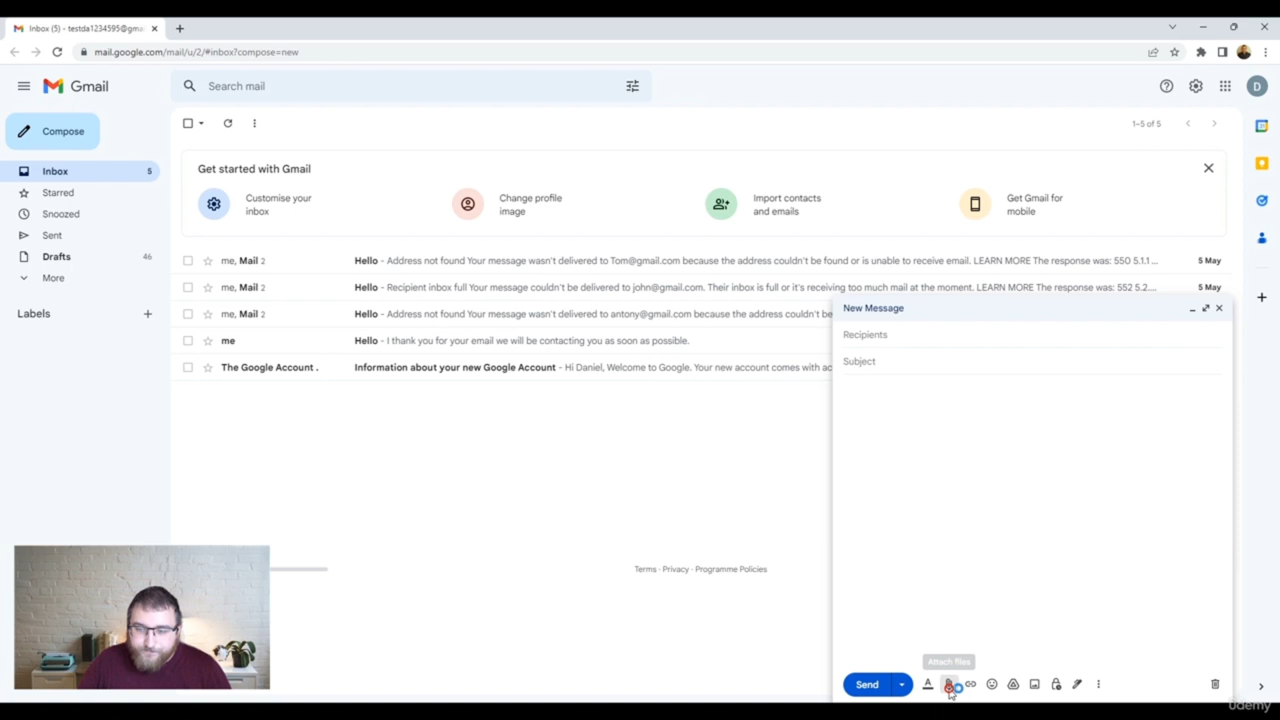 Inbox (5) - testda1234595@gma
mail.google.com/mail/u/2/#inbox?compose=new
Gmail
Search mail
D
Compose
1–5 of 5
Inbox 5
Get started with Gmail
Starred
Customise your inbox
Change profile image
Import contacts and emails
Get Gmail for mobile
Snoozed
Sent
Drafts 46
More
Labels
me, Mail 2 Hello - Address not found Your message wasn't delivered to Tom@gmail.com because the address couldn't be found or is unable to receive email. LEARN MORE The response was: 550 5.1.1 ... 5 May
me, Mail 2 Hello - Recipient inbox full Your message couldn't be delivered to john@gmail.com. Their inbox is full or it's receiving too much mail at the moment. LEARN MORE The response was: 552 5.2... 5 May
me, Mail 2 Hello - Address not found Your message wasn't delivered to antony@gmail.com because the address couldn't be
me Hello - I thank you for your email we will be contacting you as soon as possible.
The Google Account . Information about your new Google Account - Hi Daniel, Welcome to Google. Your new account comes with ac
Terms · Privacy · Programme Policies
New Message
Recipients
Subject
Attach files
Send
A
udemy